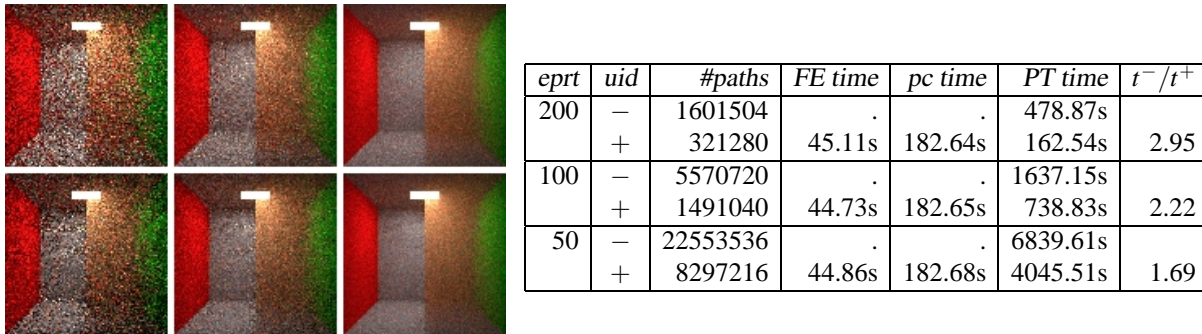 eprt uid #paths FE time pc time PT time t⁻/t⁺
200 − 1601504 . . 478.87s
+ 321280 45.11s 182.64s 162.54s 2.95
100 − 5570720 . . 1637.15s
+ 1491040 44.73s 182.65s 738.83s 2.22
50 − 22553536 . . 6839.61s
+ 8297216 44.86s 182.68s 4045.51s 1.69